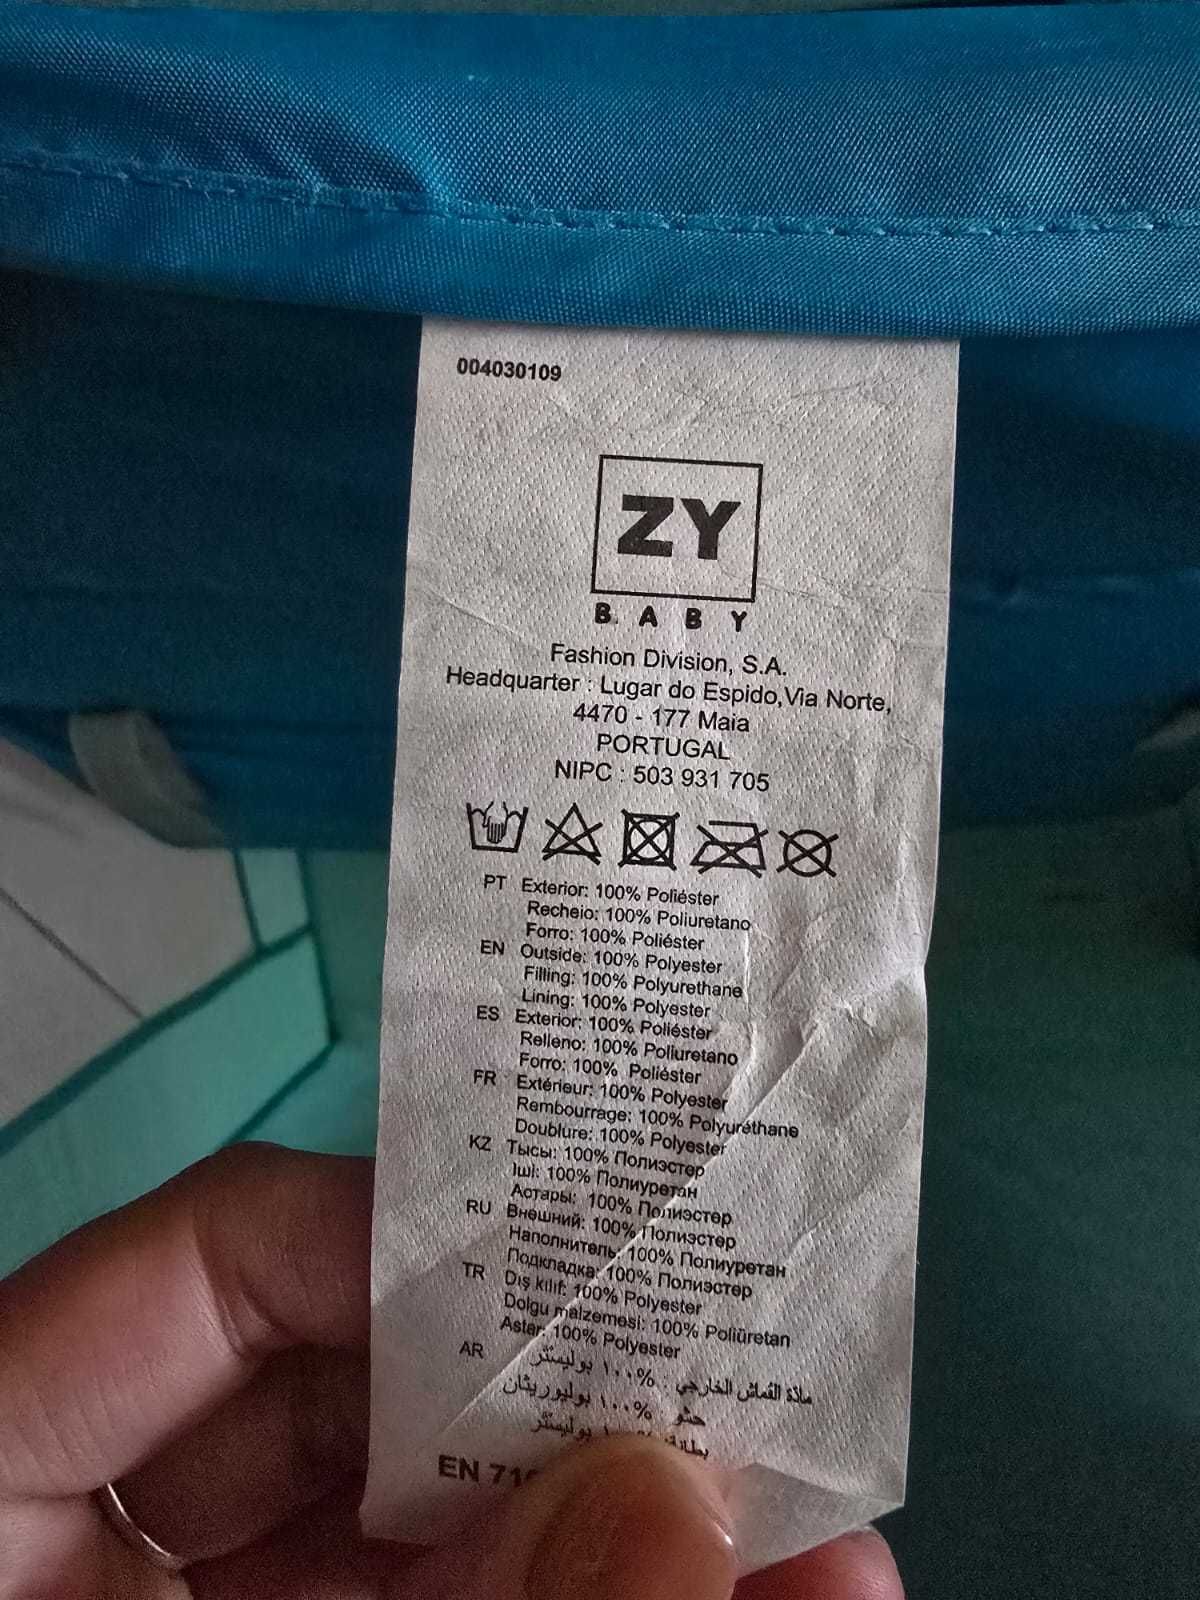 004030109
ZY
BABY
Fashion Division, S.A.
Headquarter : Lugar do Espido,Via Norte,
4470 - 177 Maia
PORTUGAL
NIPC : 503 931 705
PT Exterior: 100% Poliéster
Recheio: 100% Poliuretano
Forro: 100% Poliéster
EN Outside: 100% Polyester
Filling: 100% Polyurethane
Lining: 100% Polyester
ES Exterior: 100% Poliéster
Relleno: 100% Poliuretano
Forro: 100% Poliéster
FR Extérieur: 100% Polyester
Rembourrage: 100% Polyuréthane
Doublure: 100% Polyester
KZ Тысы: 100% Полиэстер
Іші: 100% Полиуретан
Астары: 100% Полиэстер
RU Внешний: 100% Полиэстер
Наполнитель: 100% Полиуретан
Подкладка: 100% Полиэстер
TR Dış kılıf: 100% Polyester
Dolgu malzemesi: 100% Poliüretan
Astar: 100% Polyester
AR مادة القماش الخارجي : %١٠٠ بوليستر
حشو %١٠٠ بوليوريثان
بطانة: بوليستر
EN 71